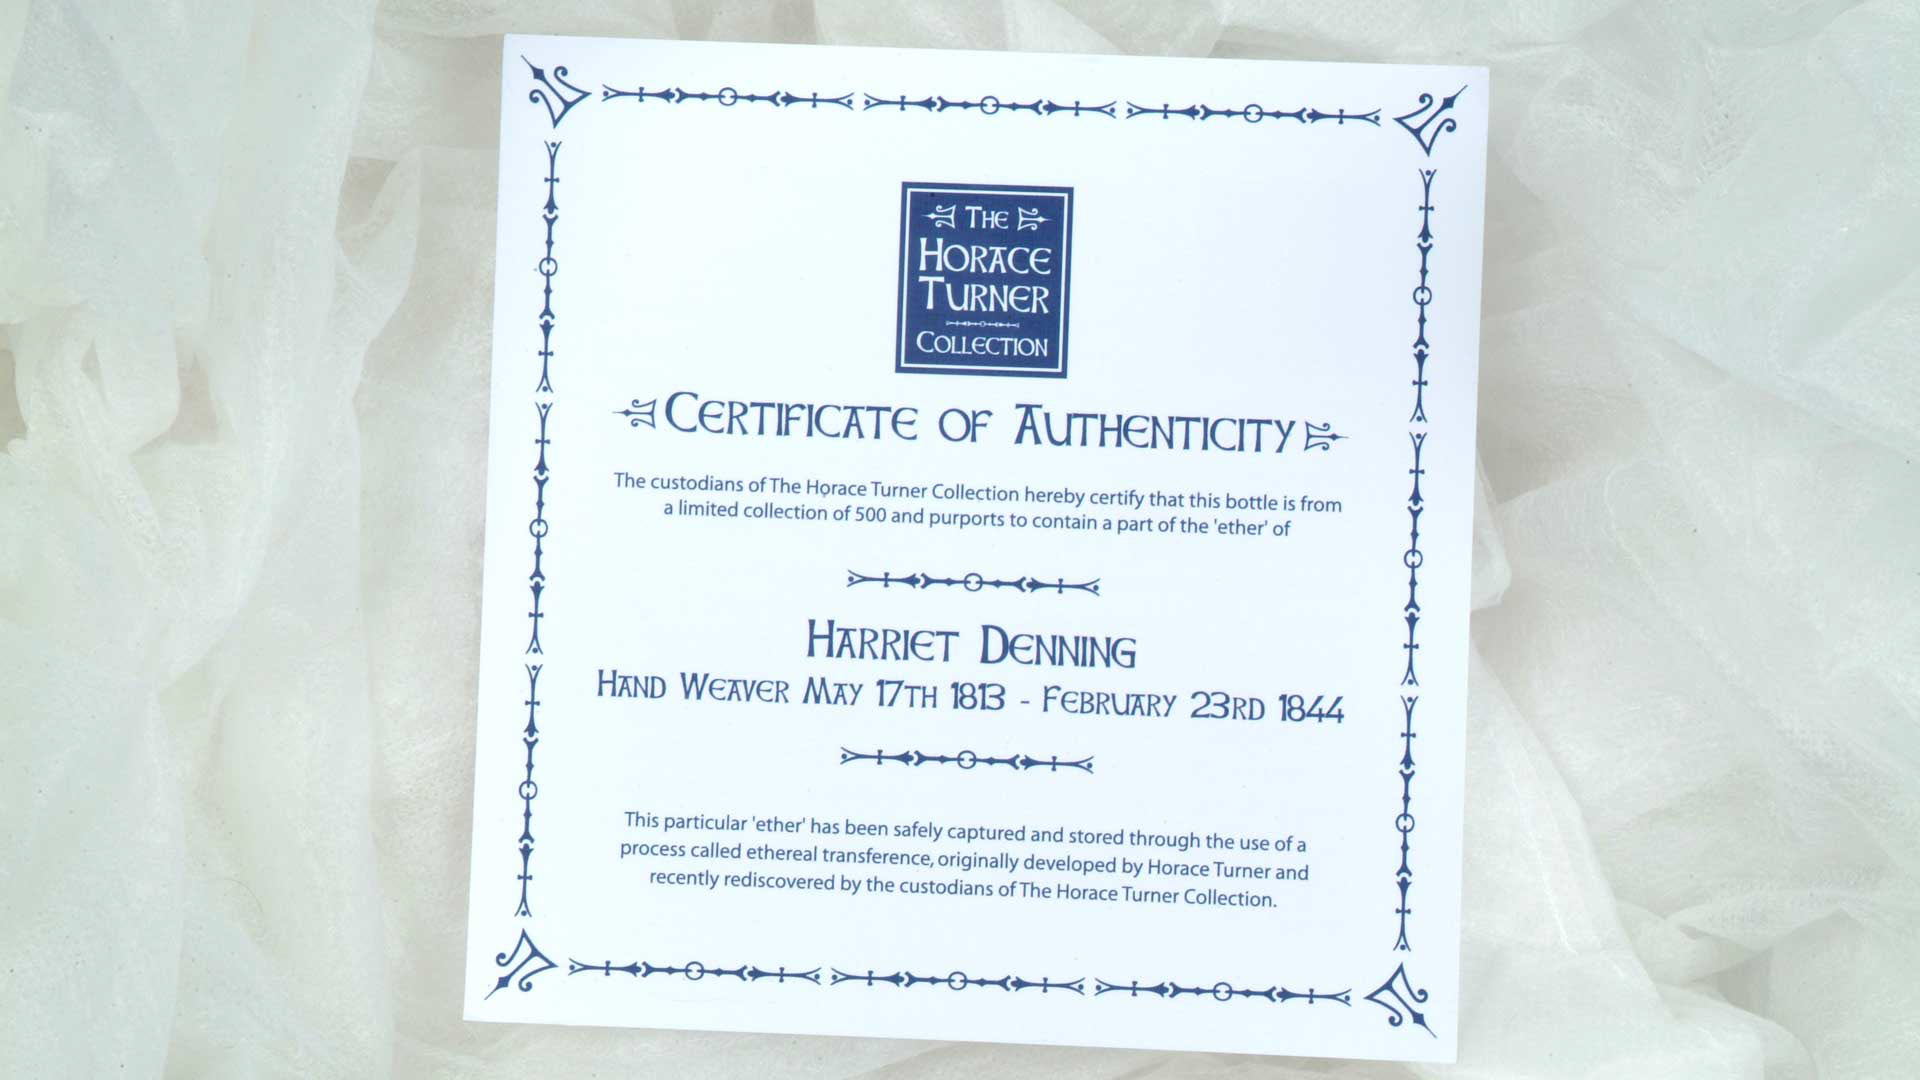 The
Horace
Turner
Collection
Certificate of Authenticity
The custodians of The Horace Turner Collection hereby certify that this bottle is from
a limited collection of 500 and purports to contain a part of the 'ether' of
Harriet Denning
Hand Weaver May 17th 1813 - February 23rd 1844
This particular 'ether' has been safely captured and stored through the use of a
process called ethereal transference, originally developed by Horace Turner and
recently rediscovered by the custodians of The Horace Turner Collection.